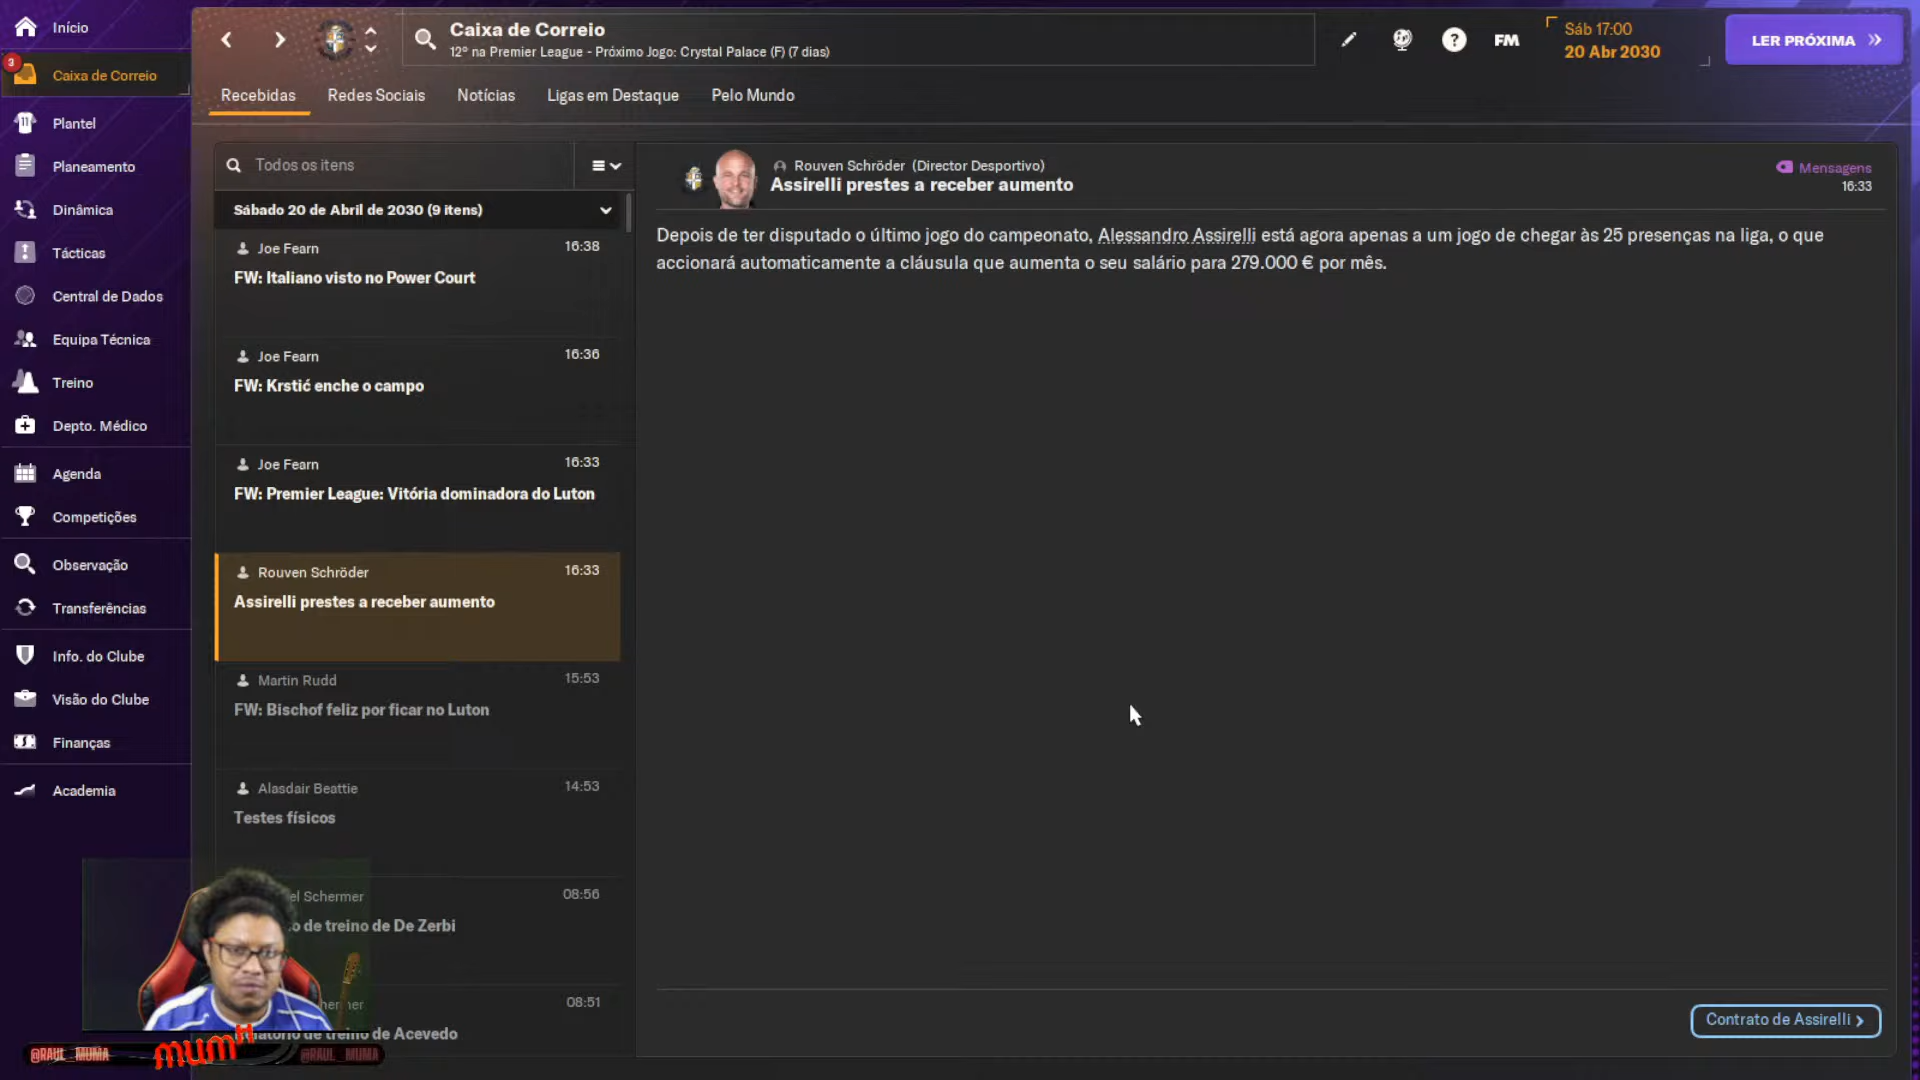 Início
3
Caixa de Correio
Plantel
Planeamento
Dinâmica
Tácticas
Central de Dados
Equipa Técnica
Treino
Depto. Médico
Agenda
Competições
Observação
Transferências
Info. do Clube
Visão do Clube
Finanças
Academia
Caixa de Correio
12º na Premier League - Próximo Jogo: Crystal Palace (F) (7 dias)
FM
Sáb 17:00
20 Abr 2030
LER PRÓXIMA
Recebidas Redes Sociais Notícias Ligas em Destaque Pelo Mundo
Todos os itens
Sábado 20 de Abril de 2030 (9 itens)
Joe Fearn 16:38
FW: Italiano visto no Power Court
Joe Fearn 16:36
FW: Krstić enche o campo
Joe Fearn 16:33
FW: Premier League: Vitória dominadora do Luton
Rouven Schröder 16:33
Assirelli prestes a receber aumento
Martin Rudd 15:53
FW: Bischof feliz por ficar no Luton
Alasdair Beattie 14:53
Testes físicos
el Schermer 08:56
de treino de De Zerbi
08:51
de treino de Acevedo
Rouven Schröder (Director Desportivo)
Assirelli prestes a receber aumento
Mensagens
16:33
Depois de ter disputado o último jogo do campeonato, Alessandro Assirelli está agora apenas a um jogo de chegar às 25 presenças na liga, o que
accionará automaticamente a cláusula que aumenta o seu salário para 279.000 € por mês.
Contrato de Assirelli
@RAUL_MUMA
@RAUL_MUMA